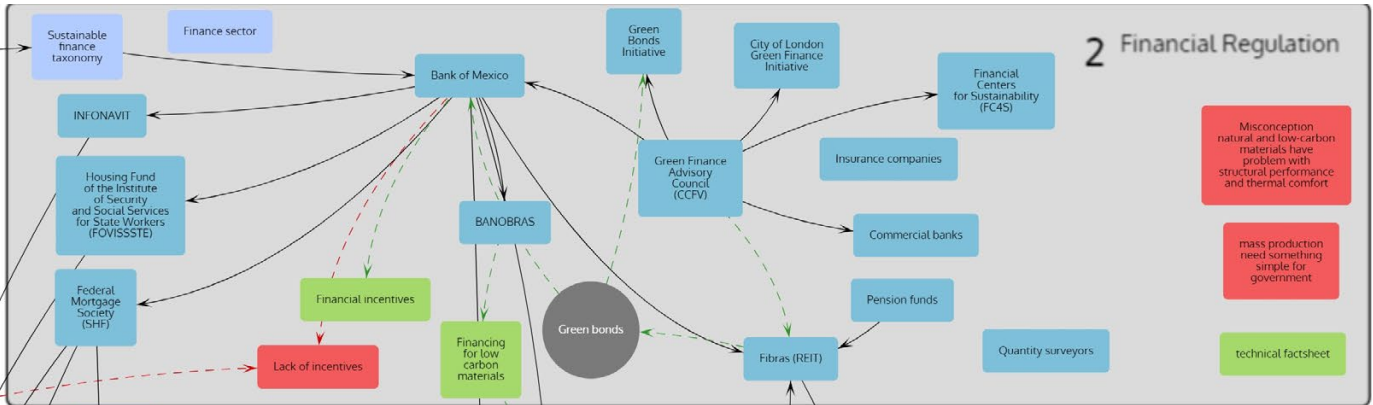 Sustainable
finance
taxonomy
Finance sector
Green
Bonds
Initiative
City of London
Green Finance
Initiative
2 Financial Regulation
Bank of Mexico
Financial
Centers
for Sustainability
(FC4S)
INFONAVIT
Misconception
natural and low-carbon
materials have
problem with
structural performance
and thermal comfort
Insurance companies
Green Finance
Advisory
Council
(CCFV)
Housing Fund
of the Institute
of Security
and Social Services
for State Workers
(FOVISSSTE)
BANOBRAS
Commercial banks
mass production
need something
simple for
government
Federal
Mortgage
Society
(SHF)
Financial incentives
Pension funds
Green bonds
Financing
for low
carbon
materials
Fibras (REIT)
Quantity surveyors
technical factsheet
Lack of incentives